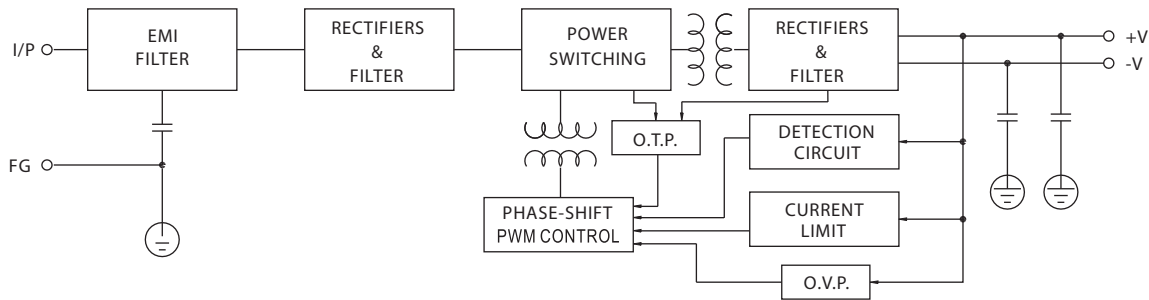 I/P
EMI
FILTER
RECTIFIERS
&
FILTER
POWER
SWITCHING
RECTIFIERS
&
FILTER
+V
-V
FG
O.T.P.
DETECTION
CIRCUIT
PHASE-SHIFT
PWM CONTROL
CURRENT
LIMIT
O.V.P.